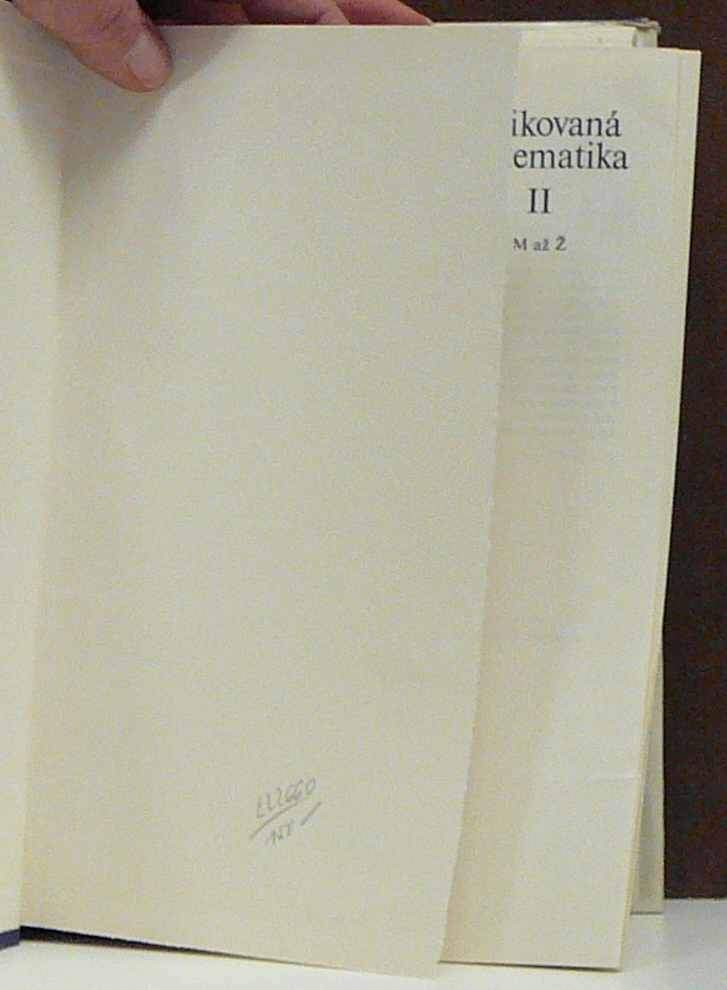 ikovaná
ematika
II
M až Ž